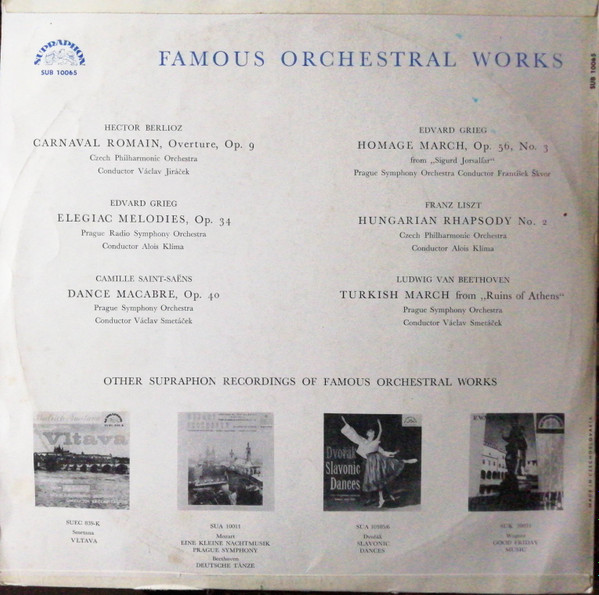 SUPRAPHON
SUB 10065
FAMOUS ORCHESTRAL WORKS
SUB 10065
HECTOR BERLIOZ
CARNAVAL ROMAIN, Overture, Op. 9
Czech Philharmonic Orchestra
Conductor Václav Jiráček
EDVARD GRIEG
ELEGIAC MELODIES, Op. 34
Prague Radio Symphony Orchestra
Conductor Alois Klíma
CAMILLE SAINT-SAËNS
DANCE MACABRE, Op. 40
Prague Symphony Orchestra
Conductor Václav Smetáček
EDVARD GRIEG
HOMAGE MARCH, Op. 56, No. 3
from „Sigurd Jorsalfar“
Prague Symphony Orchestra Conductor František Škvor
FRANZ LISZT
HUNGARIAN RHAPSODY No. 2
Czech Philharmonic Orchestra
Conductor Alois Klíma
LUDWIG VAN BEETHOVEN
TURKISH MARCH from „Ruins of Athens“
Prague Symphony Orchestra
Conductor Václav Smetáček
OTHER SUPRAPHON RECORDINGS OF FAMOUS ORCHESTRAL WORKS
Vltava
Dvořák
Slavonic
Dances
SUEC 839-K
Smetana
VLTAVA
SUA 10011
Mozart
EINE KLEINE NACHTMUSIK
PRAGUE SYMPHONY
Beethoven
DEUTSCHE TÄNZE
SUA
Dvořák
SLAVONIC
DANCES
Wagner
GOOD FRIDAY
MUSIC
MADE IN CZECHOSLOVAKIA